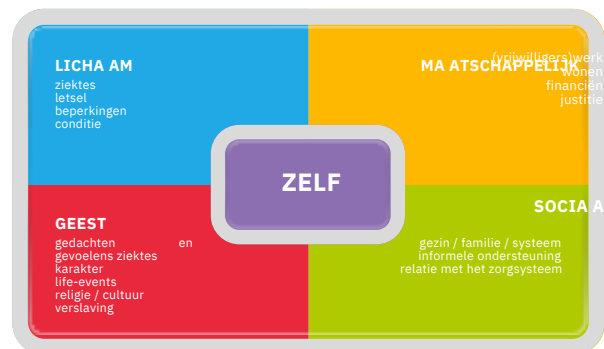 LICHA AM
ziektes
letsel
beperkingen
conditie
MA ATSCHAPPELIJK
(vrijwilligers)werk
wonen
financiën
justitie
ZELF
GEEST
gedachten en
gevoelens ziektes
karakter
life-events
religie / cultuur
verslaving
SOCIA A
gezin / familie / systeem
informele ondersteuning
relatie met het zorgsysteem